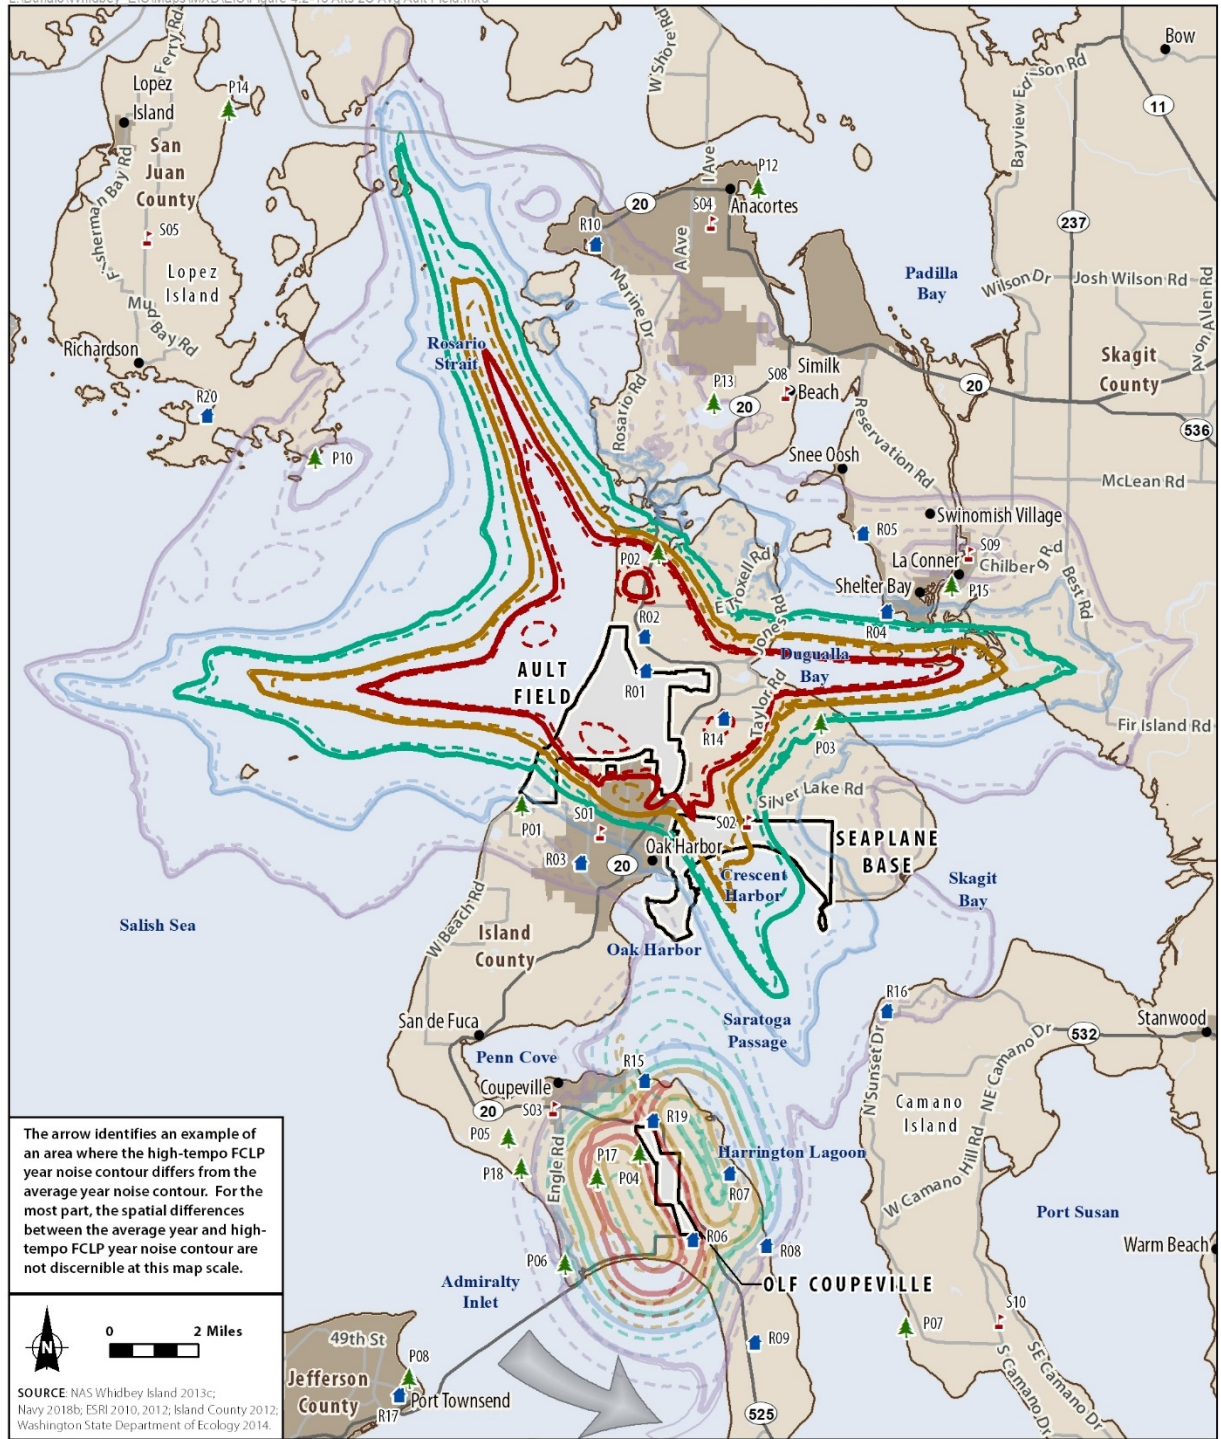 Bow
Ferry Rd
Lopez
Island
P14
W Shore Rd
11
San
Juan
County
Bayview Edison Rd
I Ave
P12
20
S04
Anacortes
S05
Fisherman Bay Rd
R10
A Ave
237
Lopez
Island
Marine Dr
Padilla
Bay
Wilson Dr
Josh Wilson Rd
Mud Bay Rd
Avon Allen Rd
Richardson
Rosario
Strait
Skagit
County
Similk
Beach
S08
20
R20
P13
20
Rosario Rd
Reservation Rd
536
P10
Snee Oosh
McLean Rd
Swinomish Village
R05
S09
La Conner
Chilberg Rd
P02
E Troxell Rd
Shelter Bay
P15
Best Rd
R02
Jones Rd
R04
AULT
FIELD
Dugualla
Bay
R01
Taylor Rd
R14
P03
Fir Island Rd
Silver Lake Rd
P01
S01
S02
SEAPLANE
BASE
Oak Harbor
R03
20
Crescent
Harbor
Skagit
Bay
W Beach Rd
Salish Sea
Island
County
Oak Harbor
R16
San de Fuca
Saratoga
Passage
Stanwood
532
Penn Cove
R15
N Sunset Dr
NE Camano Dr
Coupeville
20
S03
R19
Camano
Island
P05
P17
P04
Harrington Lagoon
P18
Engle Rd
R07
W Camano Hill Rd
Port Susan
R06
R08
Warm Beach
P06
OLF COUPEVILLE
Admiralty
Inlet
S10
P07
R09
S Camano Dr
SE Camano Dr
525
The arrow identifies an example of
an area where the high-tempo FCLP
year noise contour differs from the
average year noise contour. For the
most part, the spatial differences
between the average year and high-
tempo FCLP year noise contour are
not discernible at this map scale.
N
0 2 Miles
SOURCE: NAS Whidbey Island 2013c;
Navy 2018b; ESRI 2010, 2012; Island County 2012;
Washington State Department of Ecology 2014.
49th St
P08
Jefferson
County
R17
Port Townsend